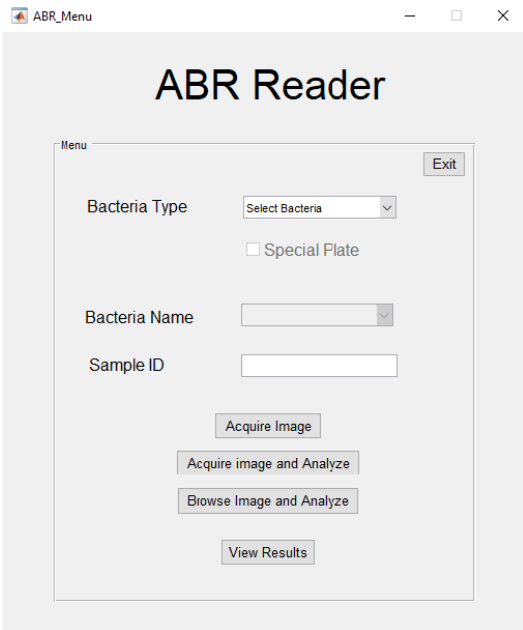 ABR_Menu
ABR Reader
Menu
Exit
Bacteria Type
Select Bacteria
Special Plate
Bacteria Name
Sample ID
Acquire Image
Acquire image and Analyze
Browse Image and Analyze
View Results